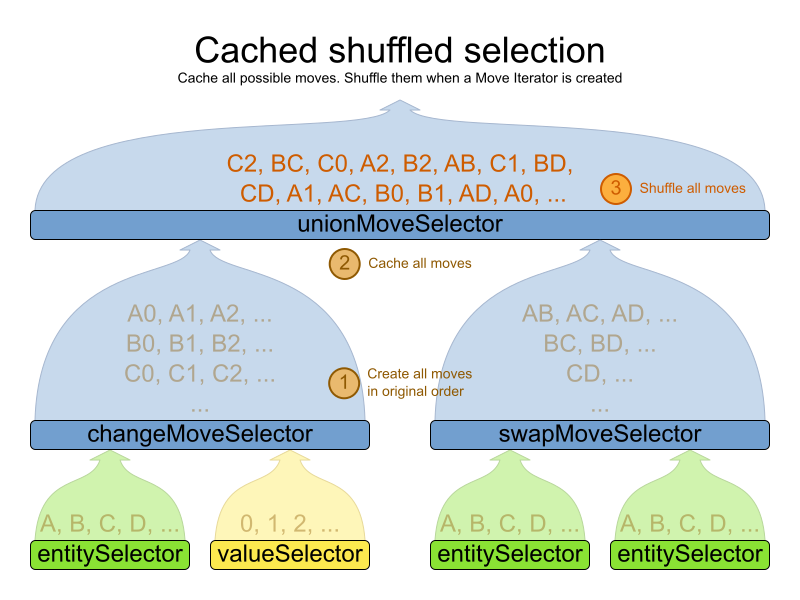 Cached shuffled selection
Cache all possible moves. Shuffle them when a Move Iterator is created
C2, BC, C0, A2, B2, AB, C1, BD,
CD, A1, AC, B0, B1, AD, A0, ...
3 Shuffle all moves
unionMoveSelector
2 Cache all moves
A0, A1, A2, ...
B0, B1, B2, ...
C0, C1, C2, ...
...
1 Create all moves
in original order
AB, AC, AD, ...
BC, BD, ...
CD, ...
...
changeMoveSelector
swapMoveSelector
A, B, C, D, ...
0, 1, 2, ...
A, B, C, D, ...
A, B, C, D, ...
entitySelector
valueSelector
entitySelector
entitySelector